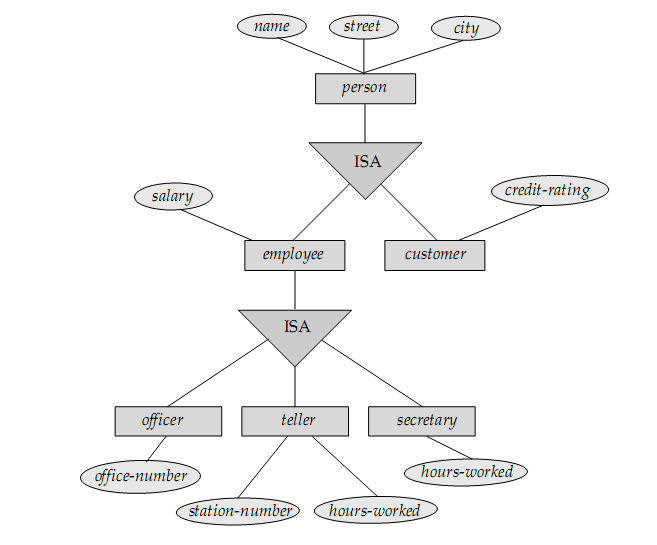 name
street
city
person
ISA
salary
credit-rating
employee
customer
ISA
officer
teller
secretary
office-number
hours-worked
station-number
hours-worked